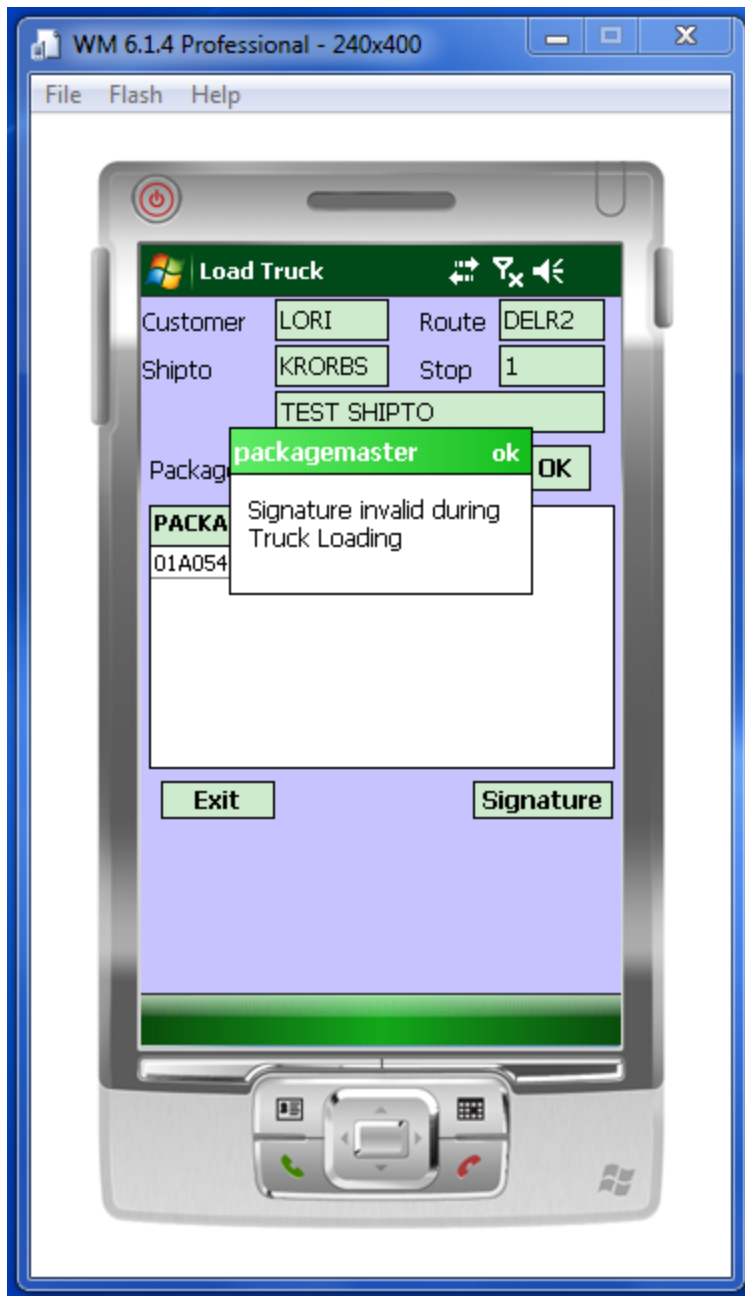 WM 6.1.4 Professional - 240x400
File Flash Help
Load Truck
Customer LORI Route DELR2
Shipto KRORBS Stop 1
TEST SHIPTO
packagemaster ok
Packag OK
Signature invalid during
Truck Loading
PACKA
01A054
Exit Signature